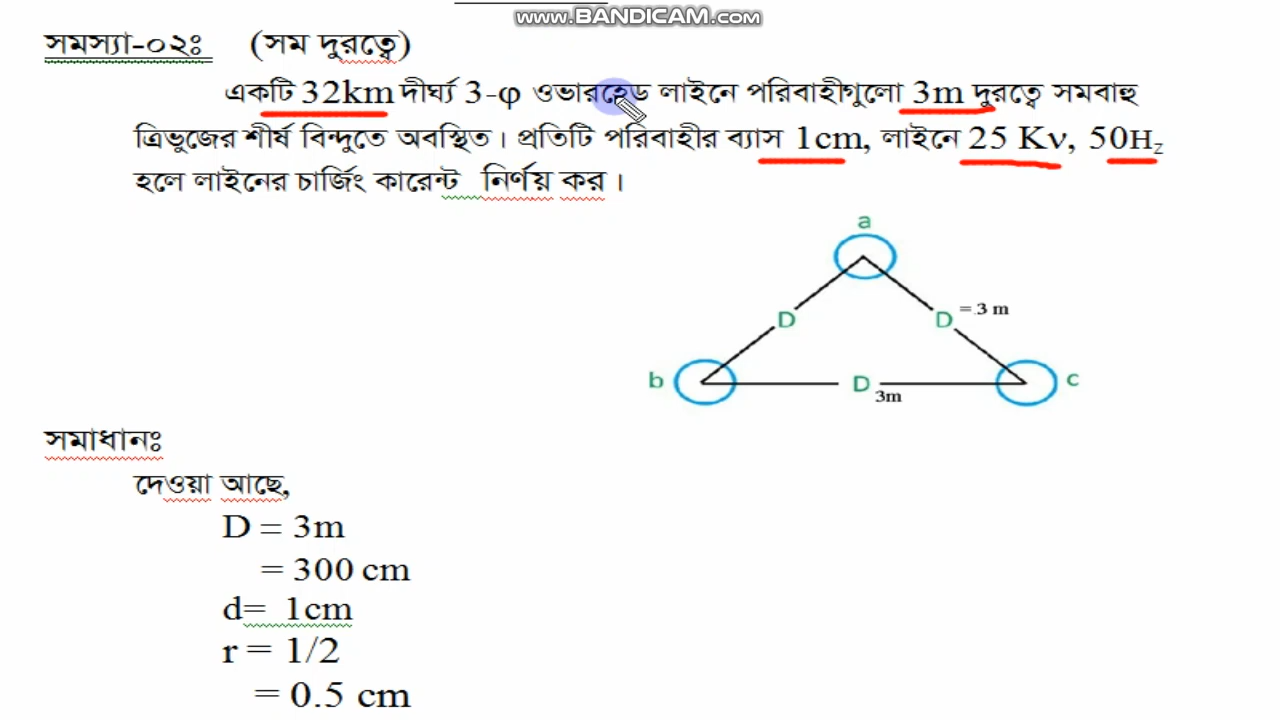 www.BANDICAM.com
সমস্যা-০২ঃ (সম দুরত্বে)
একটি 32km দীর্ঘ্য 3-φ ওভারহেড লাইনে পরিবাহীগুলো 3m দুরত্বে সমবাহু
ত্রিভুজের শীর্ষ বিন্দুতে অবস্থিত। প্রতিটি পরিবাহীর ব্যাস 1cm, লাইনে 25 Kv, 50Hz
হলে লাইনের চার্জিং কারেন্ট নির্ণয় কর।
a
D
D = 3 m
b
D
c
3m
সমাধানঃ
দেওয়া আছে,
D = 3m
= 300 cm
d= 1cm
r = 1/2
= 0.5 cm